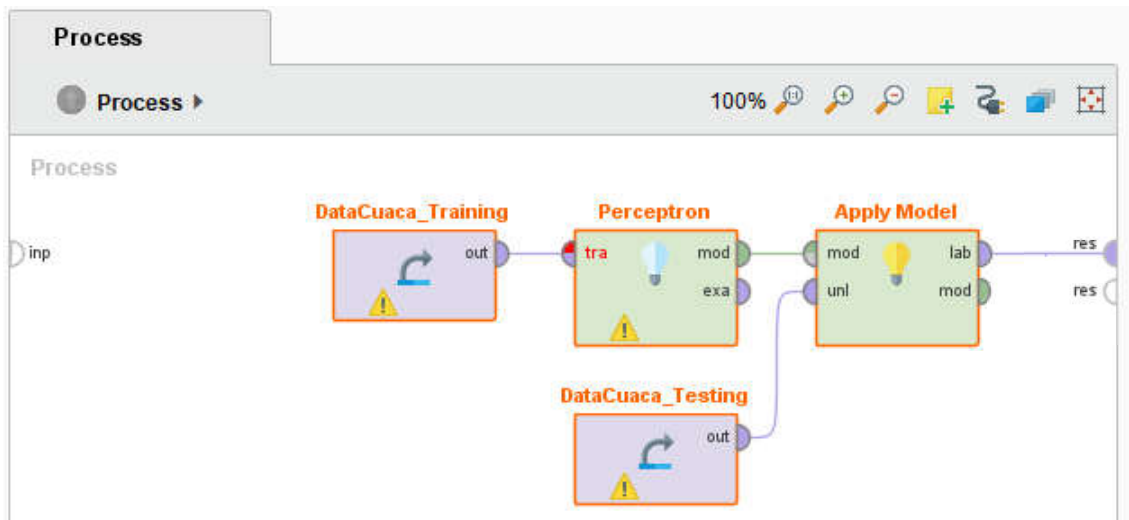 Process
Process
100%
Process
DataCuaca_Training
Perceptron
Apply Model
inp
out
tra
mod
exa
mod
unl
lab
mod
res
res
DataCuaca_Testing
out